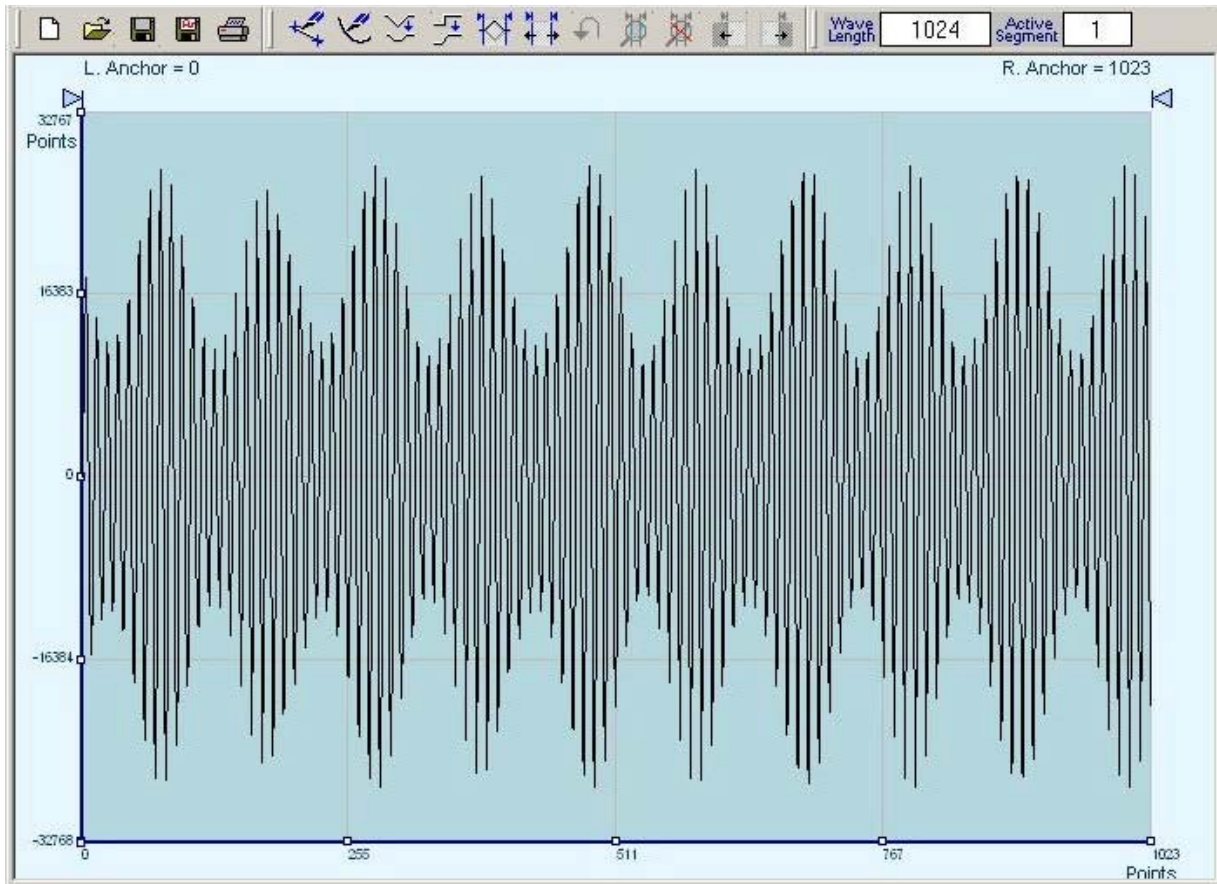 Wave Length 1024 Active Segment 1
L. Anchor = 0 R. Anchor = 1023
32767
Points
16383
0
-16384
-32768
0 255 511 767 1023
Points